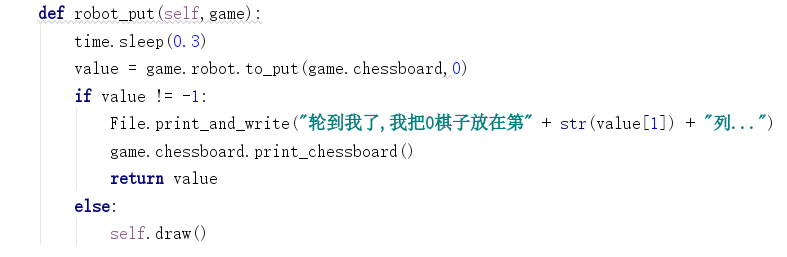 def robot_put(self,game):
    time.sleep(0.3)
    value = game.robot.to_put(game.chessboard,0)
    if value != -1:
        File.print_and_write("轮到我了,我把O棋子放在第" + str(value[1]) + "列...")
        game.chessboard.print_chessboard()
        return value
    else:
        self.draw()